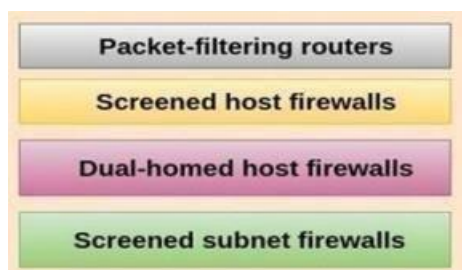 Packet-filtering routers
Screened host firewalls
Dual-homed host firewalls
Screened subnet firewalls